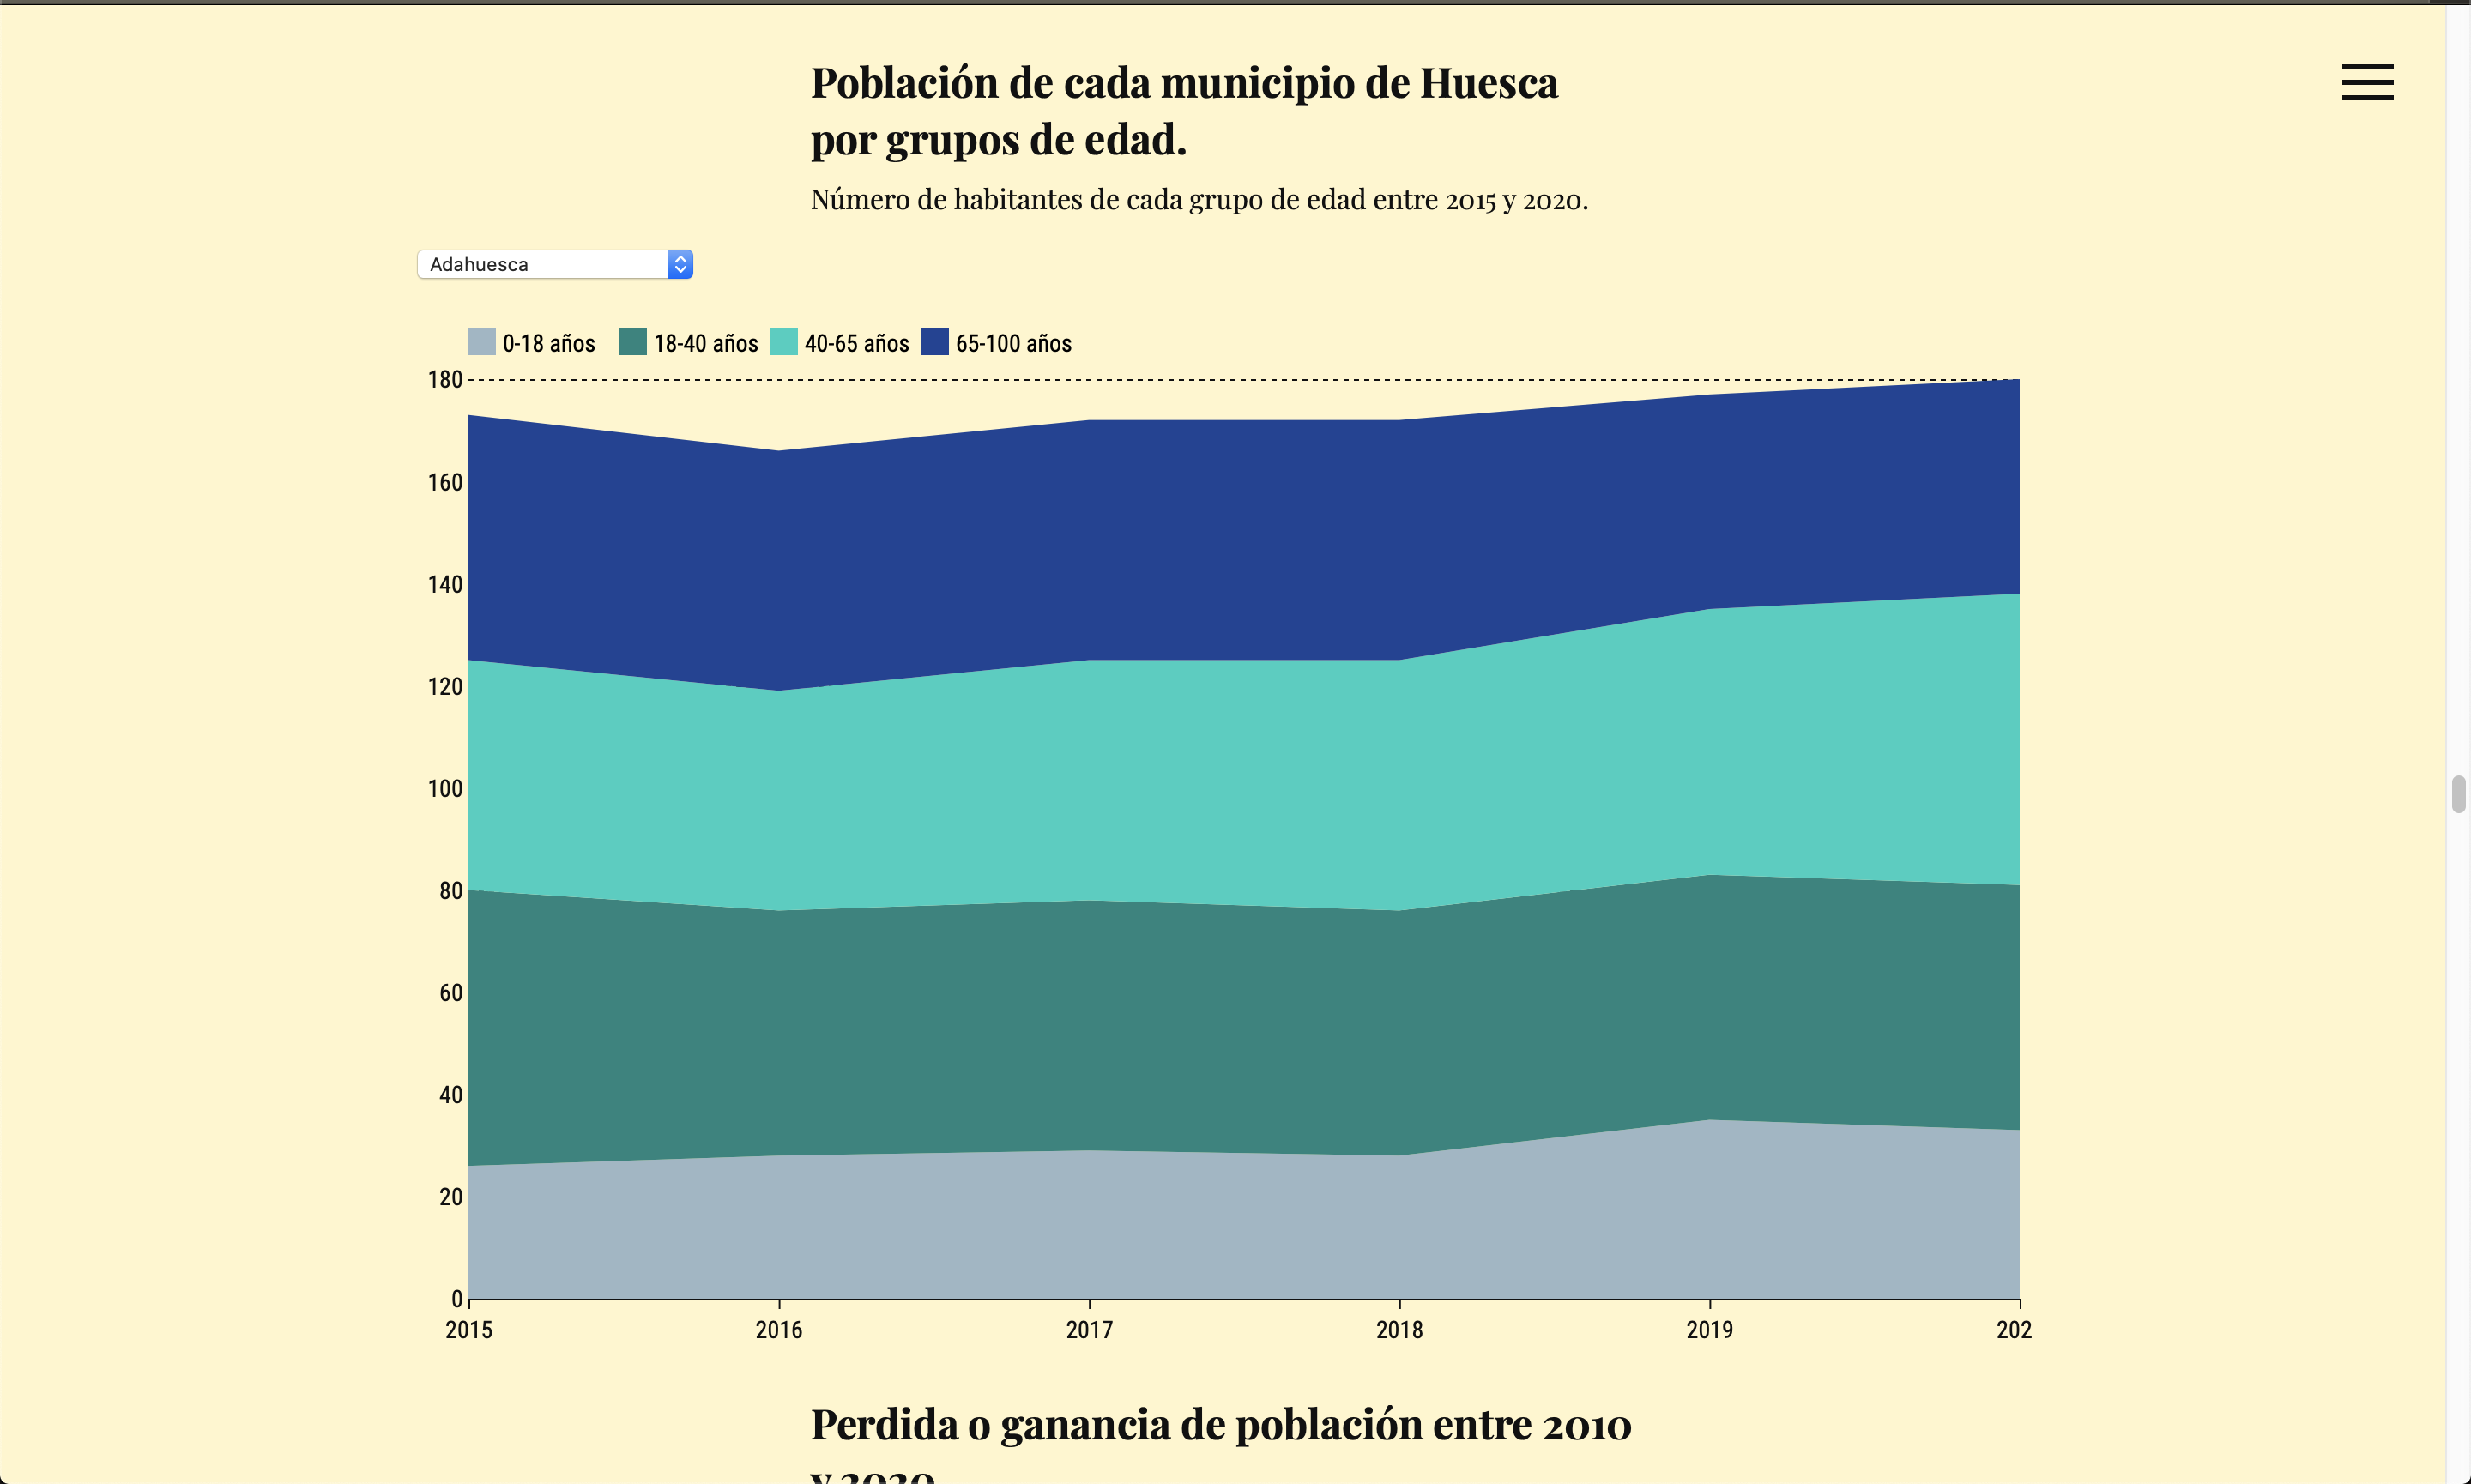 Población de cada municipio de Huesca
por grupos de edad.
Número de habitantes de cada grupo de edad entre 2015 y 2020.
Adahuesca
0-18 años 18-40 años 40-65 años 65-100 años
180
160
140
120
100
80
60
40
20
0
2015 2016 2017 2018 2019 202
Perdida o ganancia de población entre 2010
y 2020